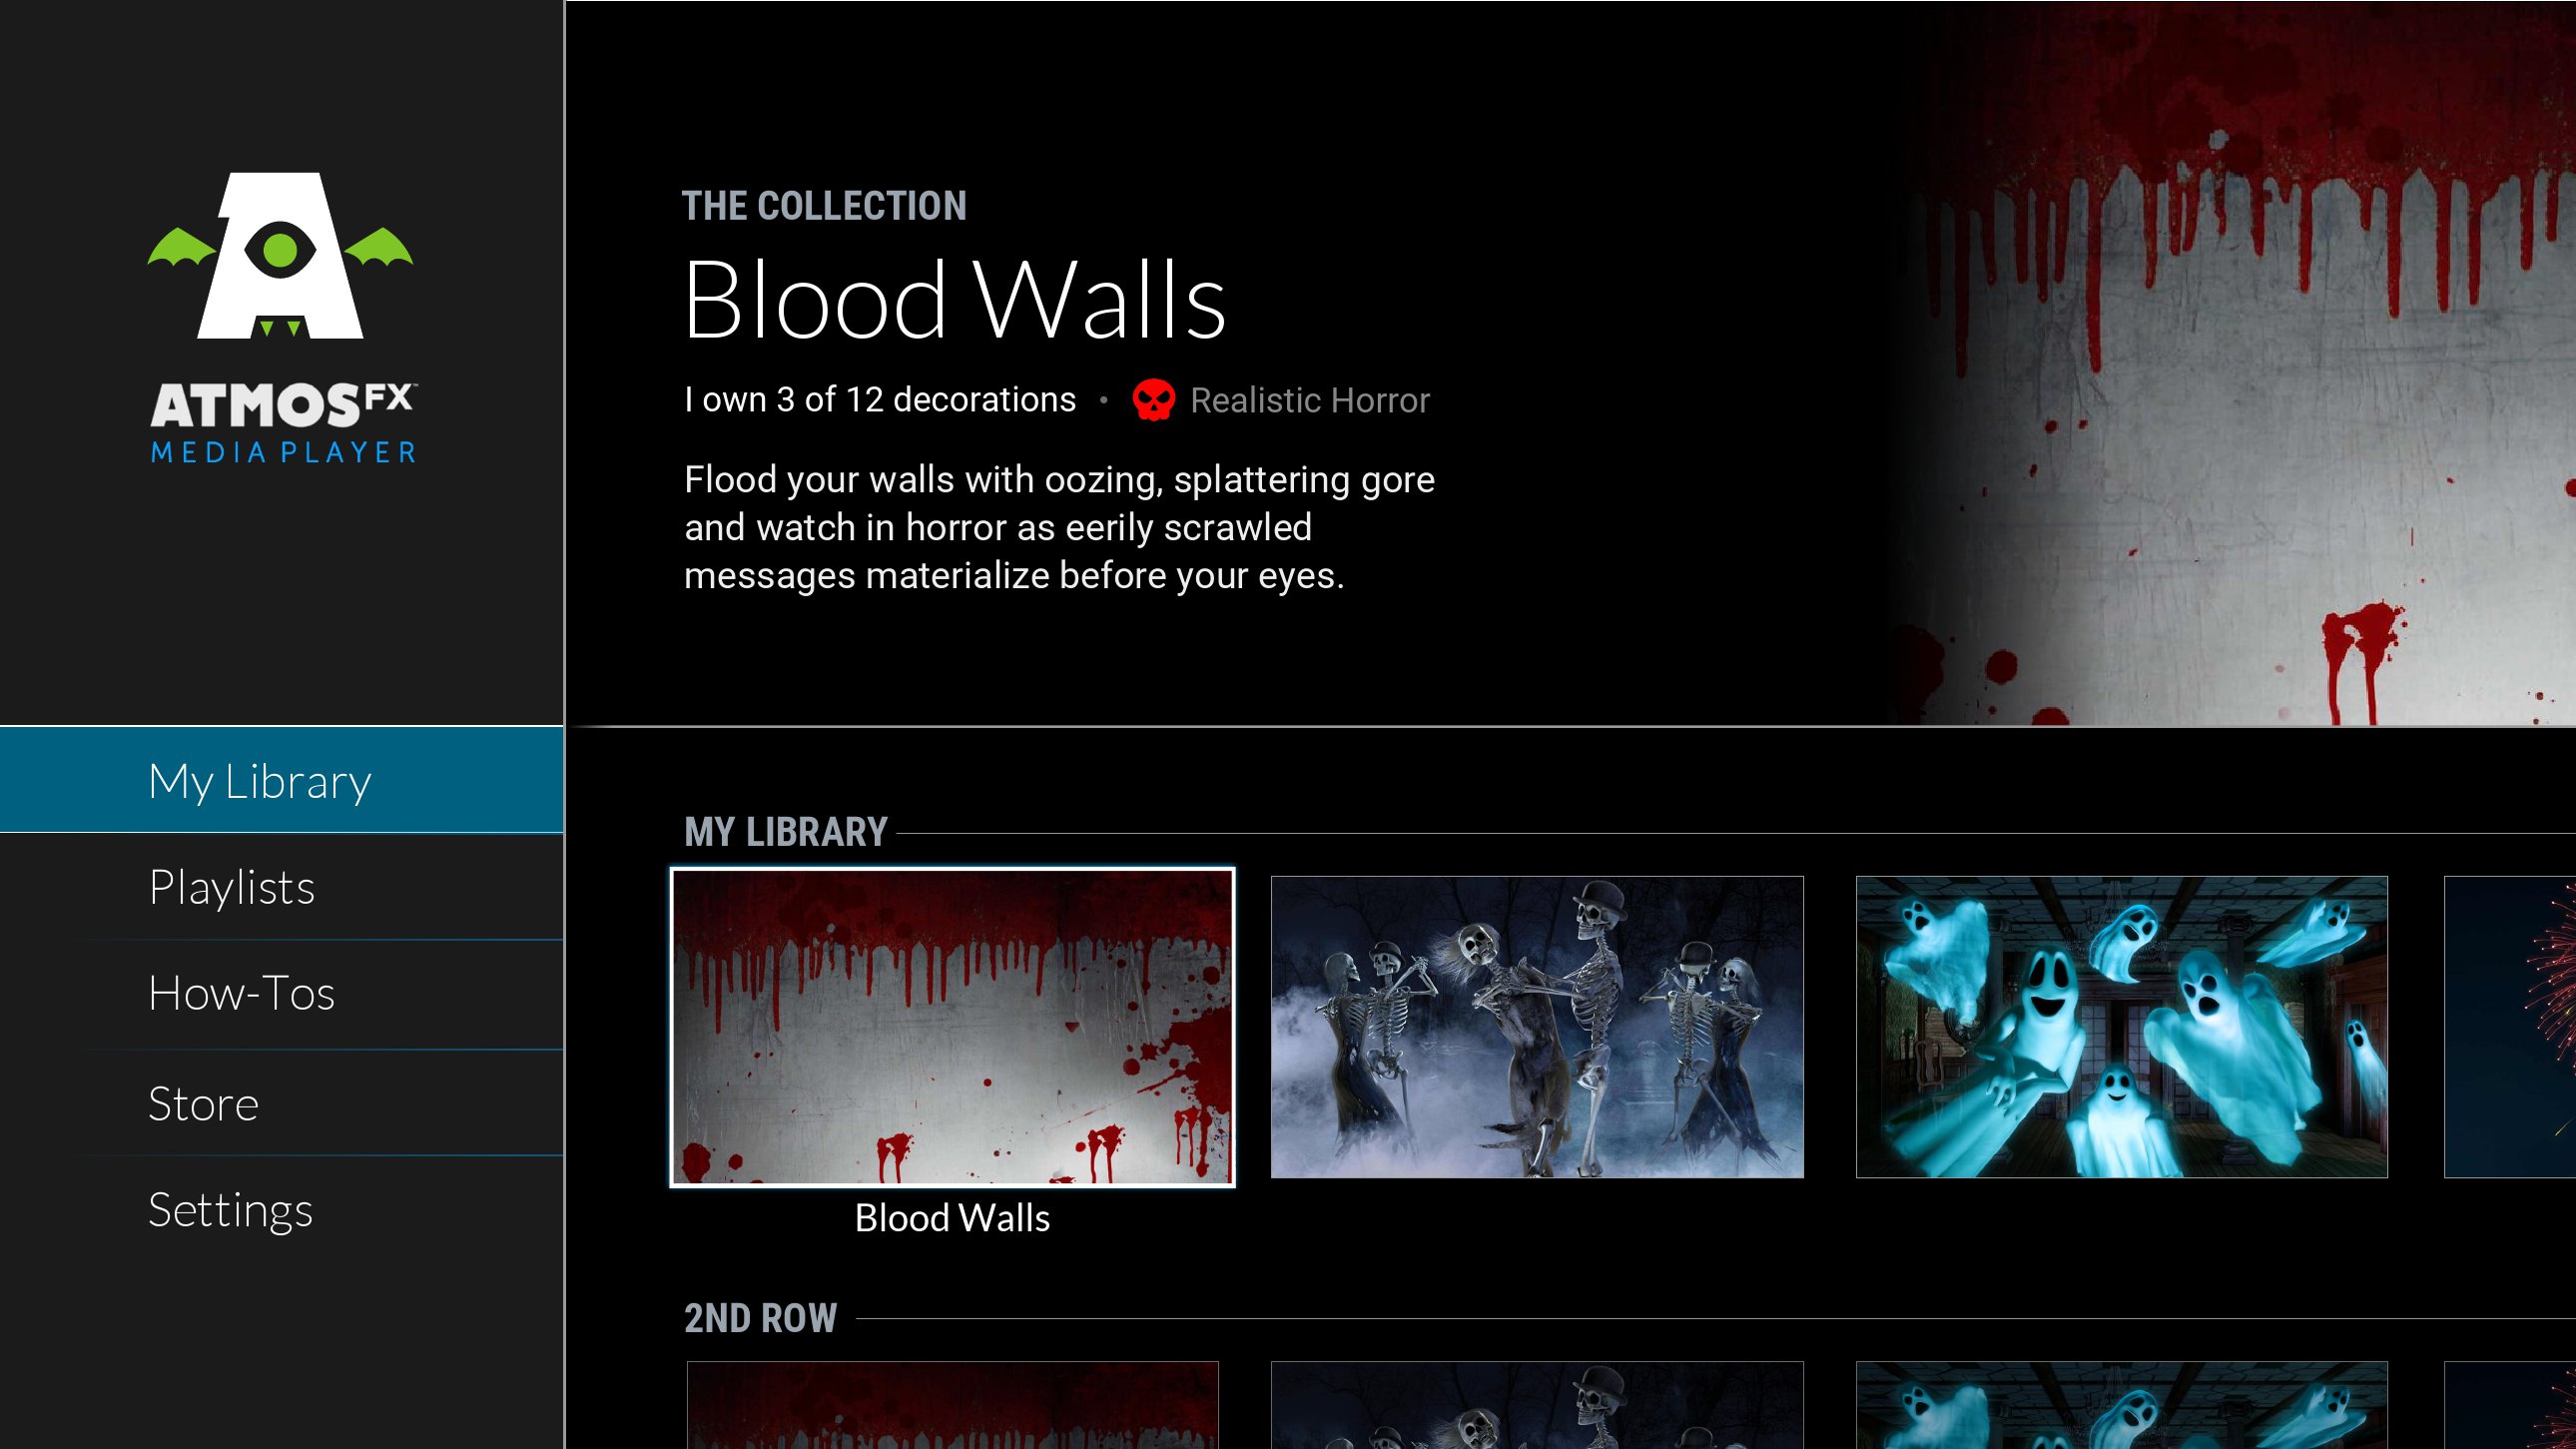 ATMOSFX™
MEDIA PLAYER
My Library
Playlists
How-Tos
Store
Settings
THE COLLECTION
Blood Walls
I own 3 of 12 decorations • Realistic Horror
Flood your walls with oozing, splattering gore
and watch in horror as eerily scrawled
messages materialize before your eyes.
MY LIBRARY
Blood Walls
2ND ROW